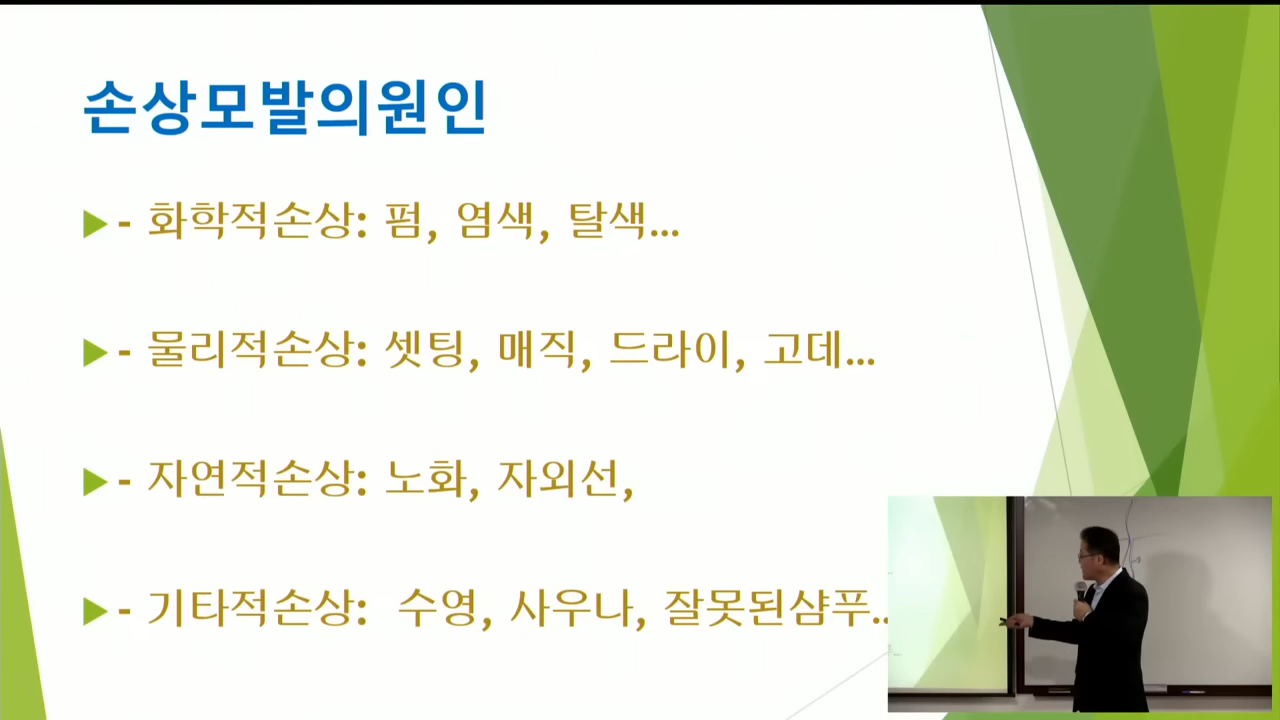 손상모발의원인
- 화학적손상: 펌, 염색, 탈색...
- 물리적손상: 셋팅, 매직, 드라이, 고데...
- 자연적손상: 노화, 자외선,
- 기타적손상: 수영, 사우나, 잘못된샴푸..